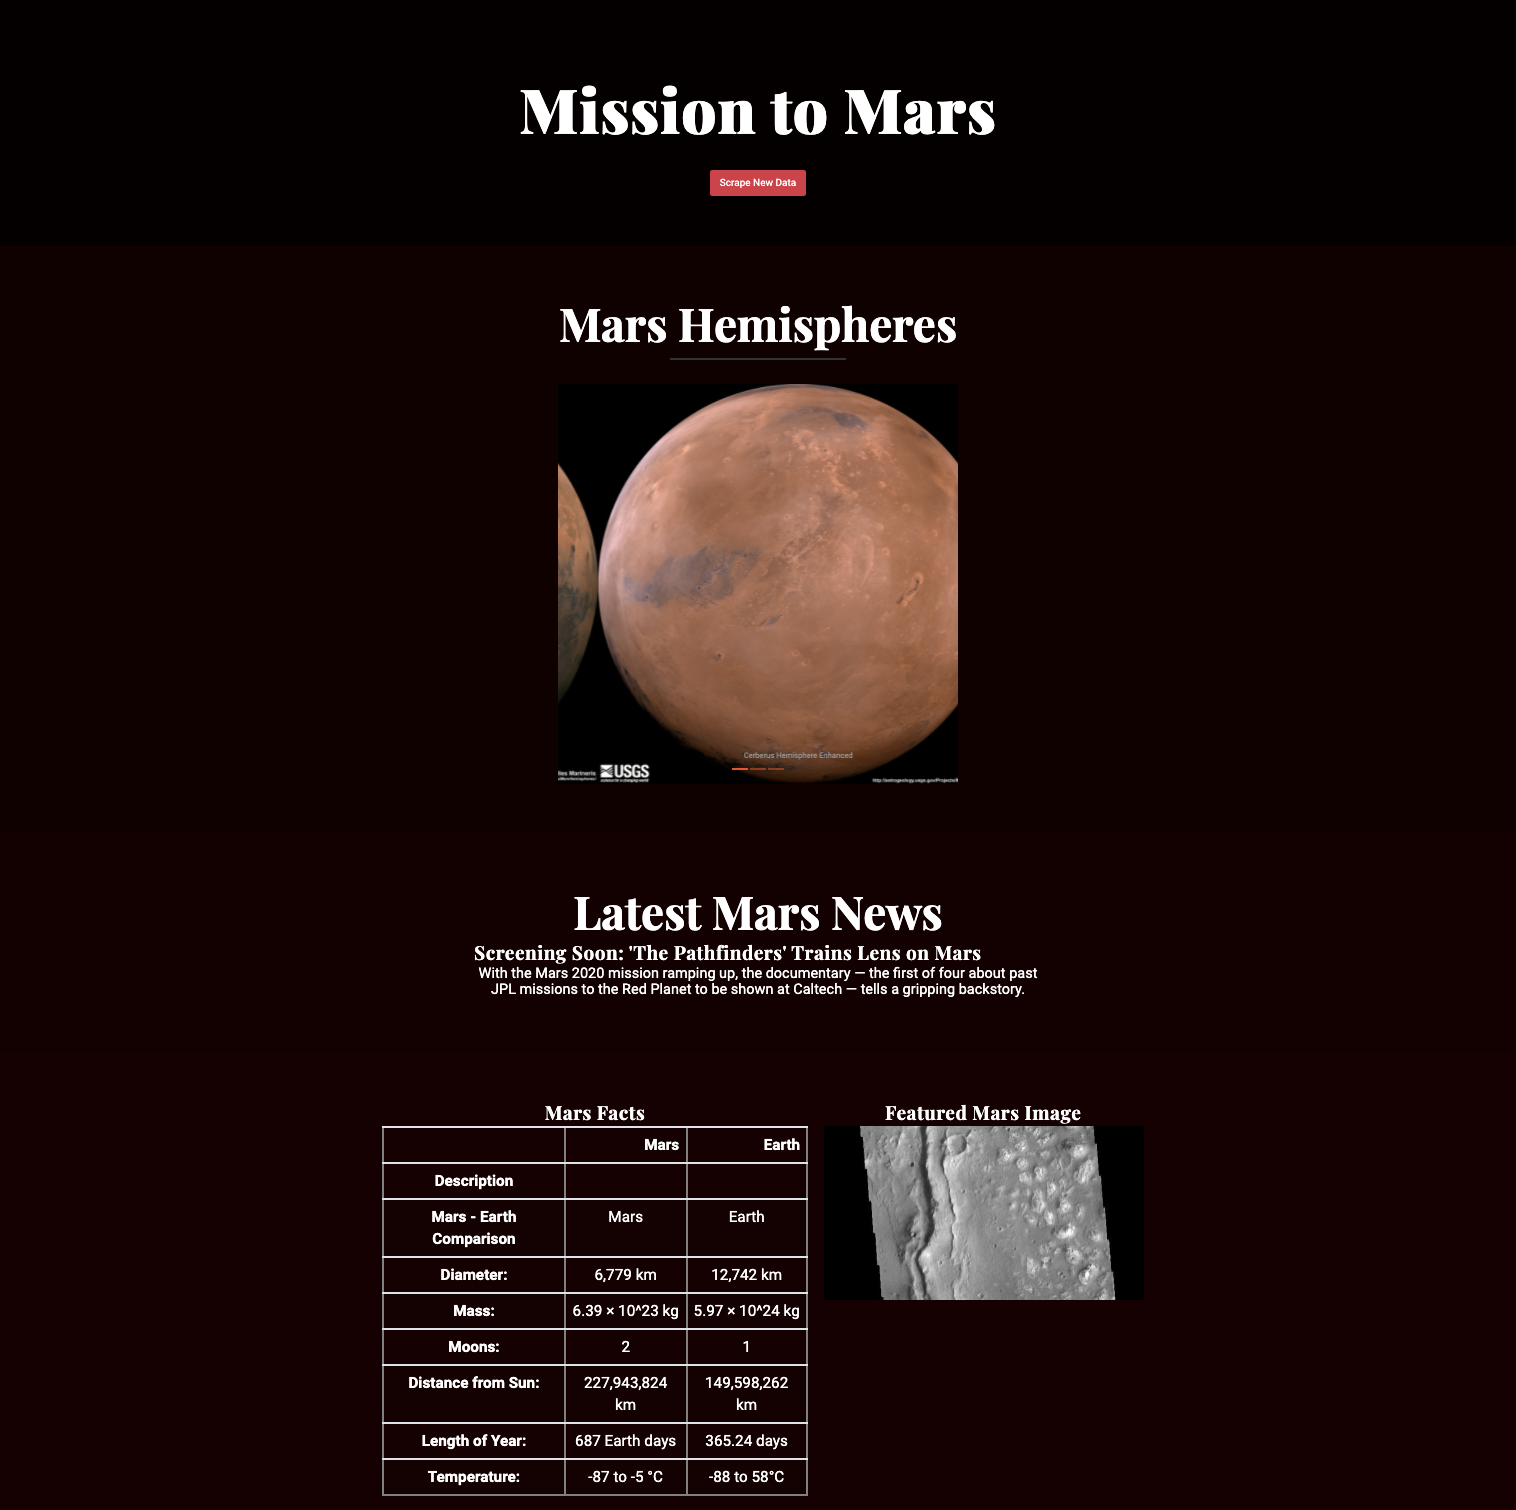 Mission to Mars
Scrape New Data
Mars Hemispheres
Cerberus Hemisphere Enhanced
Marineris
USGS
Latest Mars News
Screening Soon: 'The Pathfinders' Trains Lens on Mars
With the Mars 2020 mission ramping up, the documentary — the first of four about past
JPL missions to the Red Planet to be shown at Caltech — tells a gripping backstory.
Mars Facts
Mars Earth
Description
Mars - Earth Mars Earth
Comparison
Diameter: 6,779 km 12,742 km
Mass: 6.39 × 10^23 kg 5.97 × 10^24 kg
Moons: 2 1
Distance from Sun: 227,943,824 149,598,262
km km
Length of Year: 687 Earth days 365.24 days
Temperature: -87 to -5 °C -88 to 58°C
Featured Mars Image